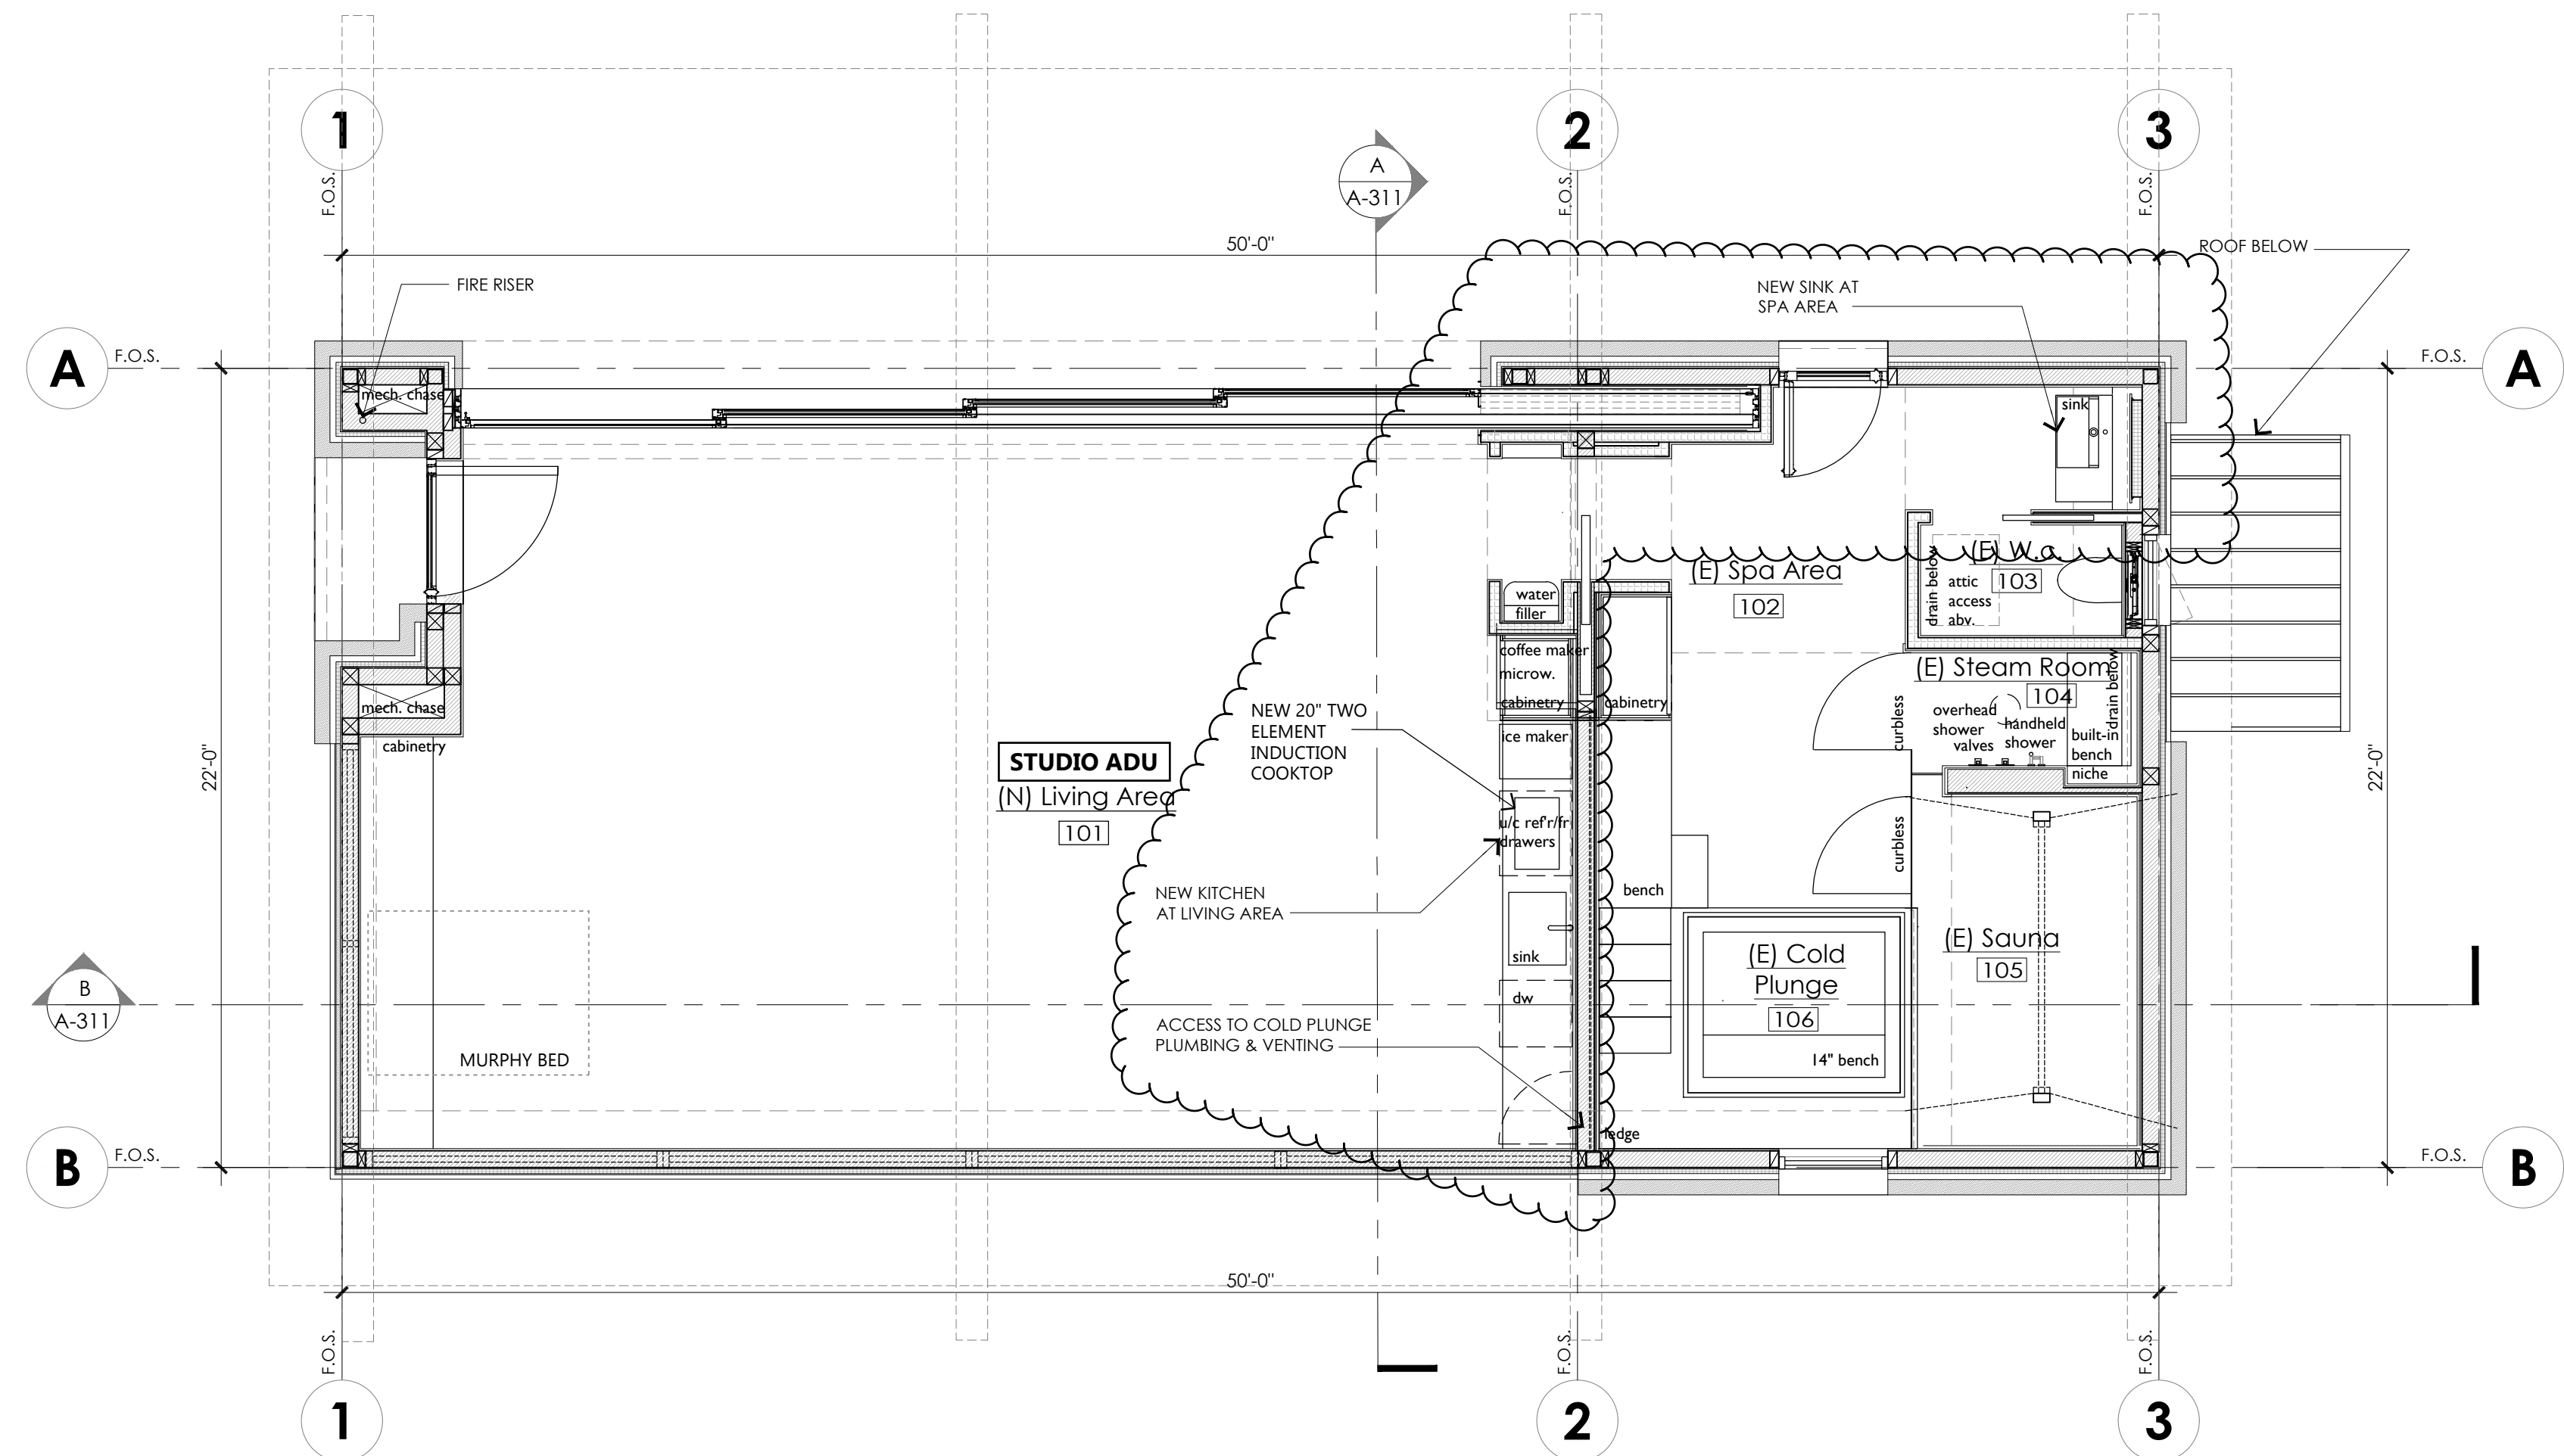 1
2
3
F.O.S.
F.O.S.
F.O.S.
A
A-311
50'-0"
ROOF BELOW
FIRE RISER
NEW SINK AT
SPA AREA
A
F.O.S.
F.O.S.
A
mech. chase
sink
(E) W.c.
103
drain below
attic
access
abv.
(E) Spa Area
102
water
filler
coffee maker
microw.
cabinetry
cabinetry
(E) Steam Room
104
drain below
overhead
shower
valves
handheld
shower
built-in
bench
niche
curbless
curbless
mech. chase
cabinetry
NEW 20" TWO
ELEMENT
INDUCTION
COOKTOP
ice maker
STUDIO ADU
(N) Living Area
101
22'-0"
22'-0"
u/c ref'r/fr
drawers
NEW KITCHEN
AT LIVING AREA
bench
sink
dw
(E) Cold
Plunge
106
14" bench
(E) Sauna
105
B
A-311
MURPHY BED
ACCESS TO COLD PLUNGE
PLUMBING & VENTING
ledge
B
F.O.S.
F.O.S.
B
50'-0"
F.O.S.
F.O.S.
F.O.S.
1
2
3